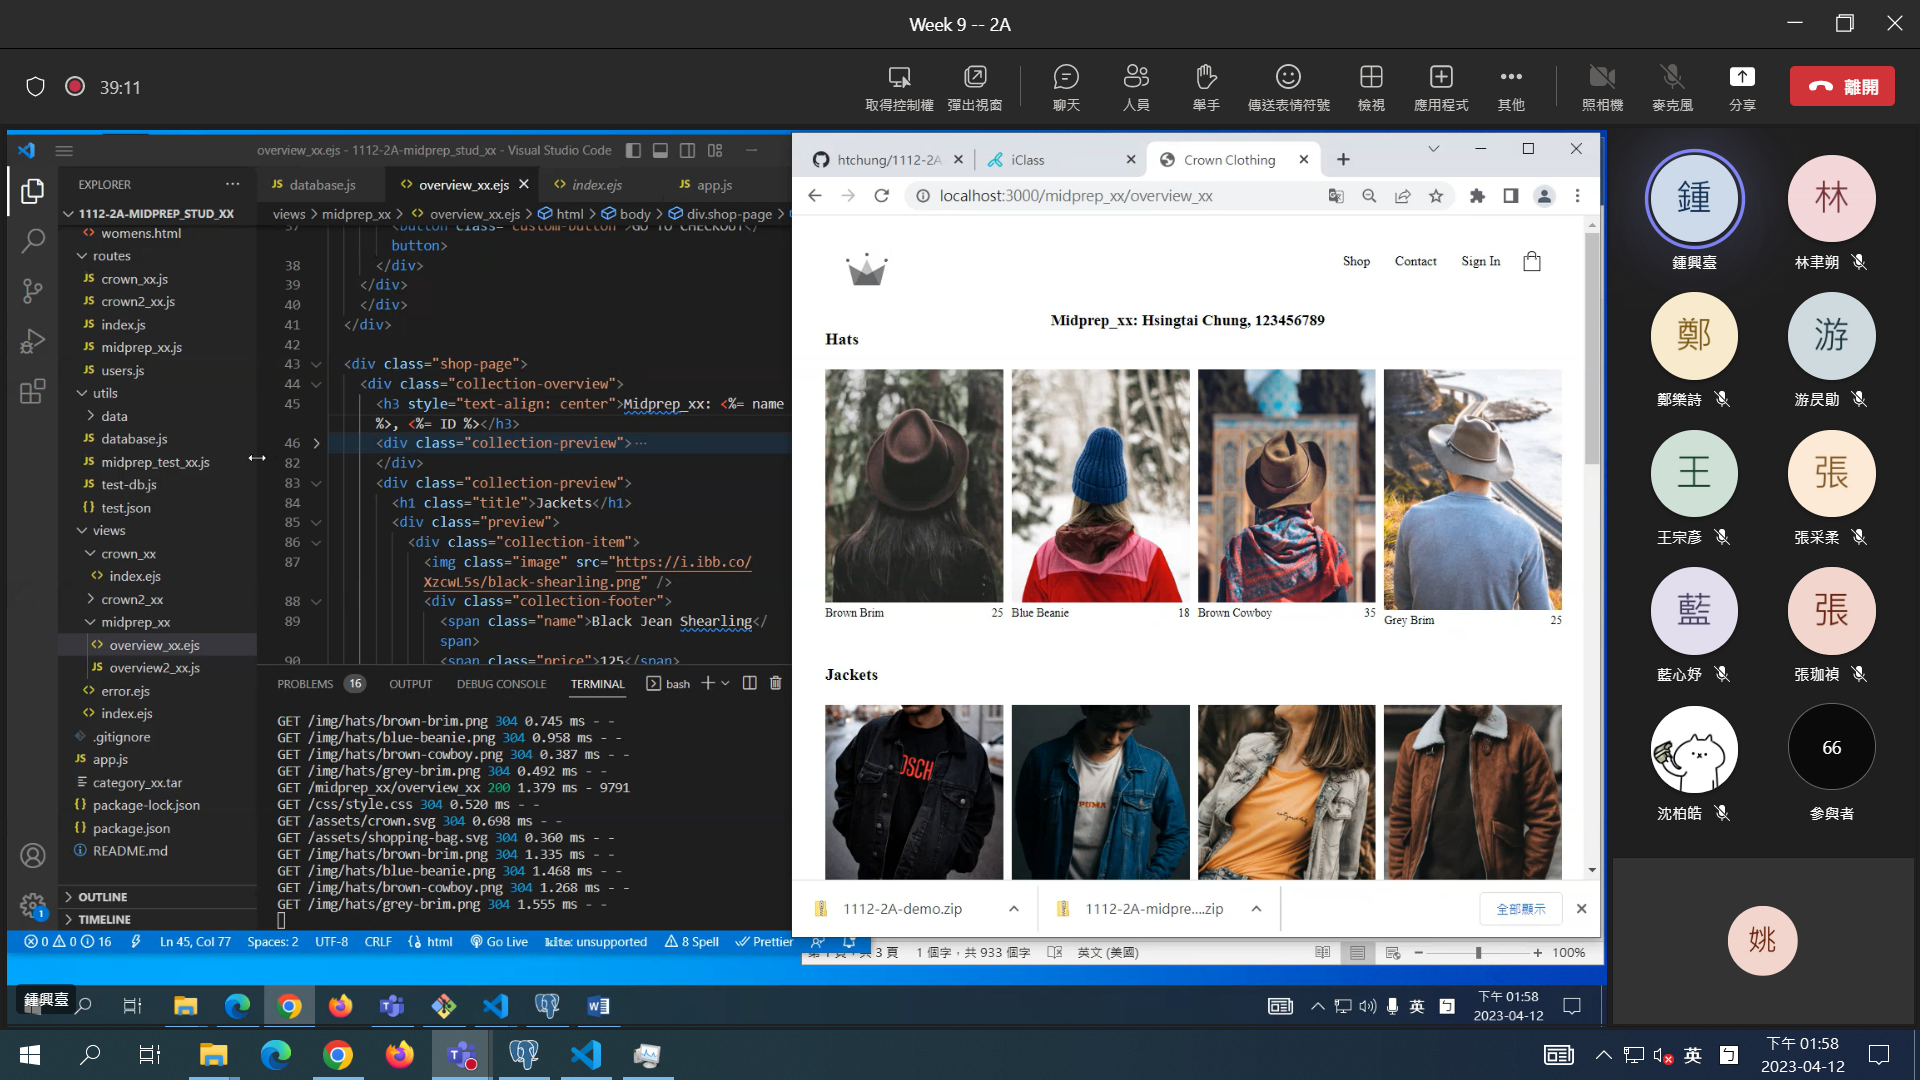 Week 9 -- 2A
39:11
取得控制權
彈出視窗
聊天
人員
舉手
傳送表情符號
檢視
應用程式
其他
照相機
麥克風
分享
離開
overview_xx.ejs - 1112-2A-midprep_stud_xx - Visual Studio Code
EXPLORER
1112-2A-MIDPREP_STUD_XX
womens.html
routes
crown_xx.js
crown2_xx.js
index.js
midprep_xx.js
users.js
utils
data
database.js
midprep_test_xx.js
test-db.js
test.json
views
crown_xx
index.ejs
crown2_xx
midprep_xx
overview_xx.ejs
overview2_xx.js
error.ejs
index.ejs
.gitignore
app.js
category_xx.tar
package-lock.json
package.json
README.md
OUTLINE
TIMELINE
database.js
overview_xx.ejs
index.ejs
app.js
views > midprep_xx > overview_xx.ejs > html > body > div.shop-page >
37 <button class="custom-button">GO TO CHECKOUT</
button>
38 </div>
39 </div>
40 </div>
41 </div>
42
43 <div class="shop-page">
44 <div class="collection-overview">
45 <h3 style="text-align: center">Midprep_xx: <%= name
%>, <%= ID %></h3>
46 <div class="collection-preview">⋯
82 </div>
83 <div class="collection-preview">
84 <h1 class="title">Jackets</h1>
85 <div class="preview">
86 <div class="collection-item">
87 <img class="image" src="https://i.ibb.co/
XzcwL5s/black-shearling.png" />
88 <div class="collection-footer">
89 <span class="name">Black Jean Shearling</
span>
90 <span class="price">125</span>
PROBLEMS 16
OUTPUT
DEBUG CONSOLE
TERMINAL
bash
GET /img/hats/brown-brim.png 304 0.745 ms - -
GET /img/hats/blue-beanie.png 304 0.958 ms - -
GET /img/hats/brown-cowboy.png 304 0.387 ms - -
GET /img/hats/grey-brim.png 304 0.492 ms - -
GET /midprep_xx/overview_xx 200 1.379 ms - 9791
GET /css/style.css 304 0.520 ms - -
GET /assets/crown.svg 304 0.698 ms - -
GET /assets/shopping-bag.svg 304 0.360 ms - -
GET /img/hats/brown-brim.png 304 1.335 ms - -
GET /img/hats/blue-beanie.png 304 1.468 ms - -
GET /img/hats/brown-cowboy.png 304 1.268 ms - -
GET /img/hats/grey-brim.png 304 1.555 ms - -
0 0 16
Ln 45, Col 77
Spaces: 2
UTF-8
CRLF
html
Go Live
kite: unsupported
8 Spell
Prettier
htchung/1112-2A
iClass
Crown Clothing
localhost:3000/midprep_xx/overview_xx
Shop
Contact
Sign In
Midprep_xx: Hsingtai Chung, 123456789
Hats
Brown Brim 25
Blue Beanie 18
Brown Cowboy 35
Grey Brim 25
Jackets
PUMA
1112-2A-demo.zip
1112-2A-midpre....zip
全部顯示
共 3 頁
1 個字，共 933 個字
英文 (美國)
100%
鍾興臺
英
下午 01:58
2023-04-12
鍾
鍾興臺
林
林聿朔
鄭
鄭樂詩
游
王
王宗彥
張
張采柔
藍
藍心妤
張
張珈禎
沈柏皓
66
參與者
姚
英
下午 01:58
2023-04-12